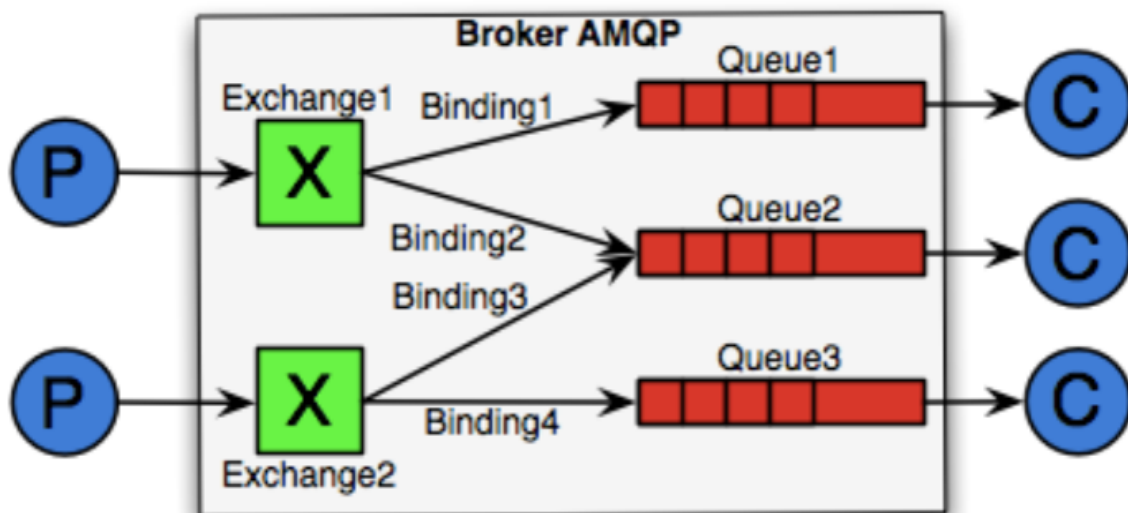 Broker AMQP
Queue1
Exchange1
Binding1
C
P
X
Queue2
Binding2
C
Binding3
Queue3
P
X
C
Binding4
Exchange2